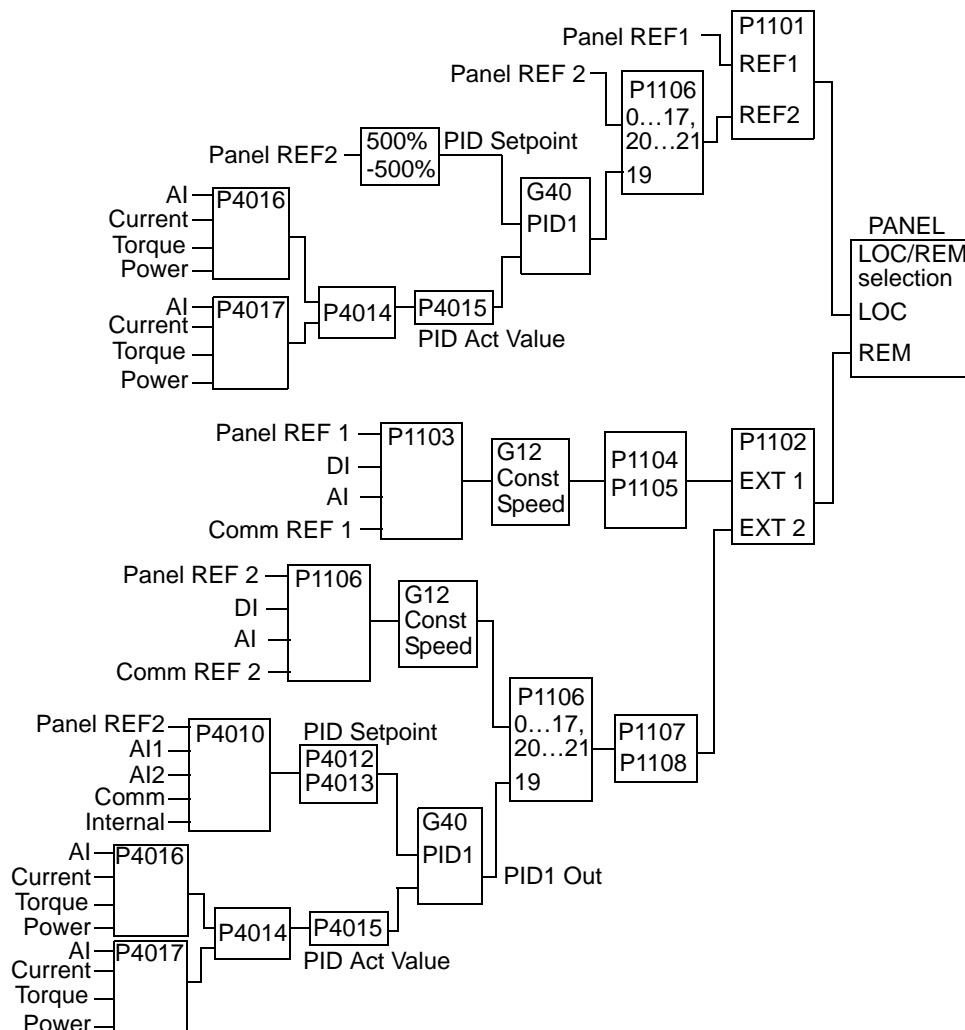 P1101
Panel REF1
REF1
Panel REF 2
P1106
0…17,
20…21
19
REF2
Panel REF2
500%
-500%
PID Setpoint
G40
PID1
AI
Current
Torque
Power
P4016
AI
Current
Torque
Power
P4017
P4014
P4015
PID Act Value
PANEL
LOC/REM
selection
LOC
REM
Panel REF 1
DI
AI
Comm REF 1
P1103
G12
Const
Speed
P1104
P1105
P1102
EXT 1
EXT 2
Panel REF 2
DI
AI
Comm REF 2
P1106
G12
Const
Speed
P1106
0…17,
20…21
19
P1107
P1108
Panel REF2
AI1
AI2
Comm
Internal
P4010
PID Setpoint
P4012
P4013
G40
PID1
PID1 Out
AI
Current
Torque
Power
P4016
AI
Current
Torque
Power
P4017
P4014
P4015
PID Act Value